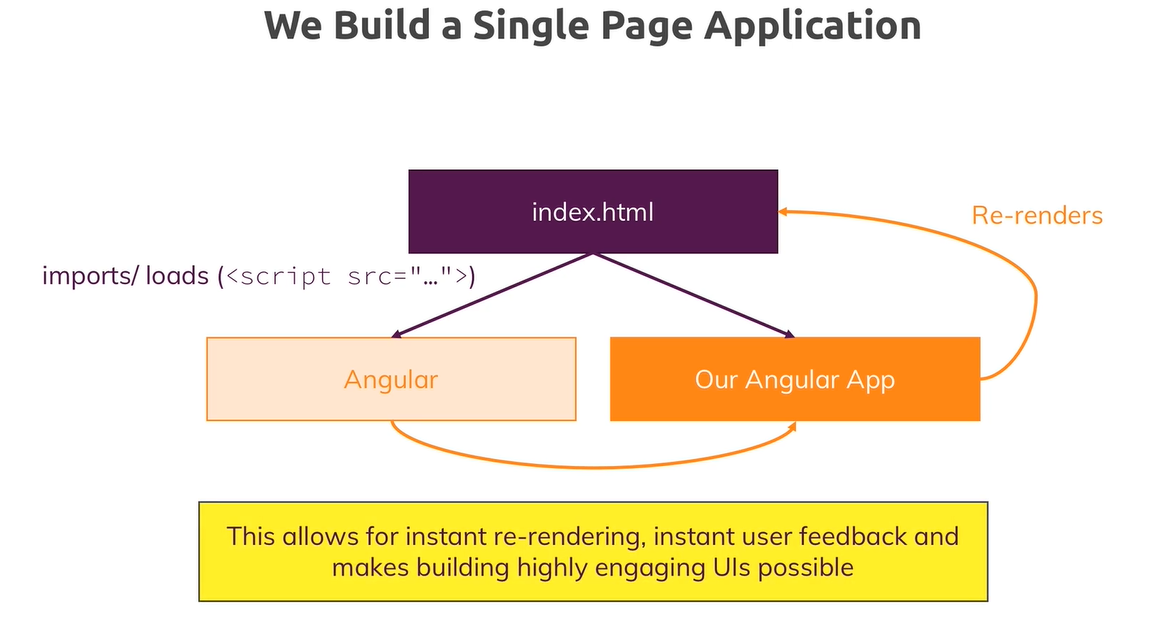 We Build a Single Page Application
index.html
Re-renders
imports/ loads (<script src="...">)
Angular
Our Angular App
This allows for instant re-rendering, instant user feedback and
makes building highly engaging UIs possible